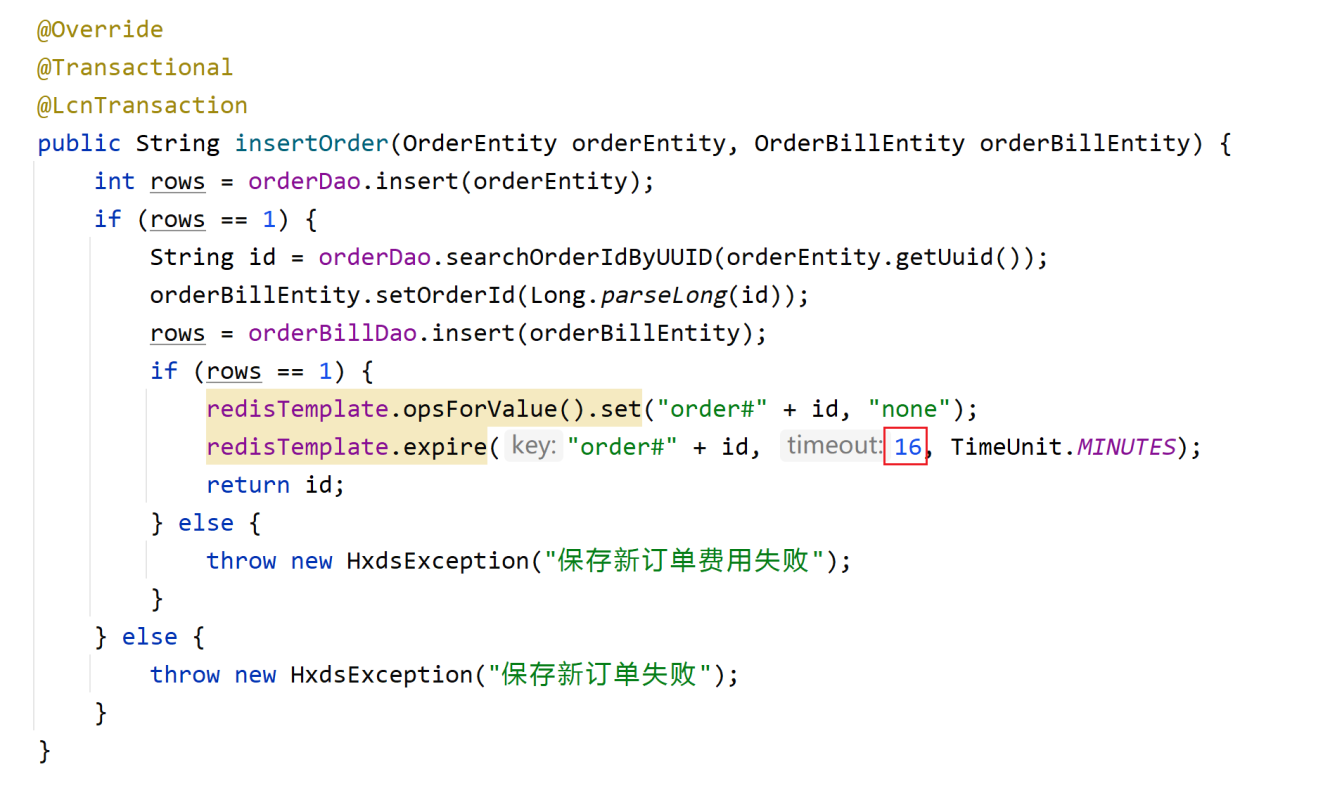 @Override
@Transactional
@LcnTransaction
public String insertOrder(OrderEntity orderEntity, OrderBillEntity orderBillEntity) {
    int rows = orderDao.insert(orderEntity);
    if (rows == 1) {
        String id = orderDao.searchOrderIdByUUID(orderEntity.getUuid());
        orderBillEntity.setOrderId(Long.parseLong(id));
        rows = orderBillDao.insert(orderBillEntity);
        if (rows == 1) {
            redisTemplate.opsForValue().set("order#" + id, "none");
            redisTemplate.expire( key: "order#" + id, timeout: 16, TimeUnit.MINUTES);
            return id;
        } else {
            throw new HxdsException("保存新订单费用失败");
        }
    } else {
        throw new HxdsException("保存新订单失败");
    }
}